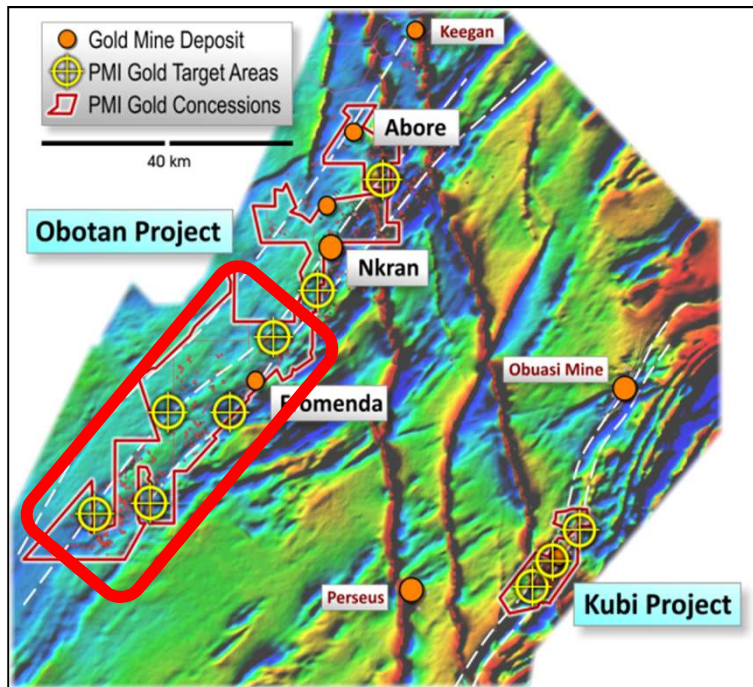 Gold Mine Deposit
PMI Gold Target Areas
PMI Gold Concessions
40 km
Keegan
Abore
Obotan Project
Nkran
Obuasi Mine
Fromenda
Perseus
Kubi Project